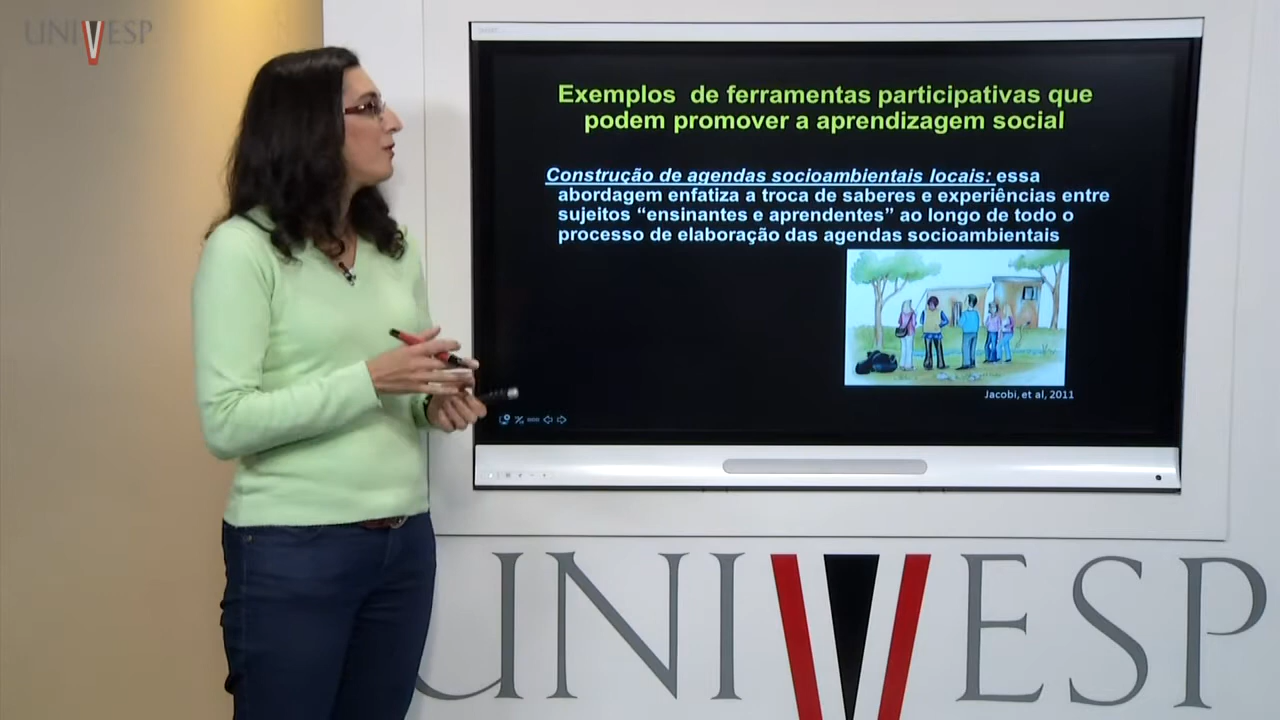 UNIVESP
Exemplos de ferramentas participativas que
podem promover a aprendizagem social
Construção de agendas socioambientais locais: essa
abordagem enfatiza a troca de saberes e experiências entre
sujeitos “ensinantes e aprendentes” ao longo de todo o
processo de elaboração das agendas socioambientais
Jacobi, et al, 2011
UNIVESP